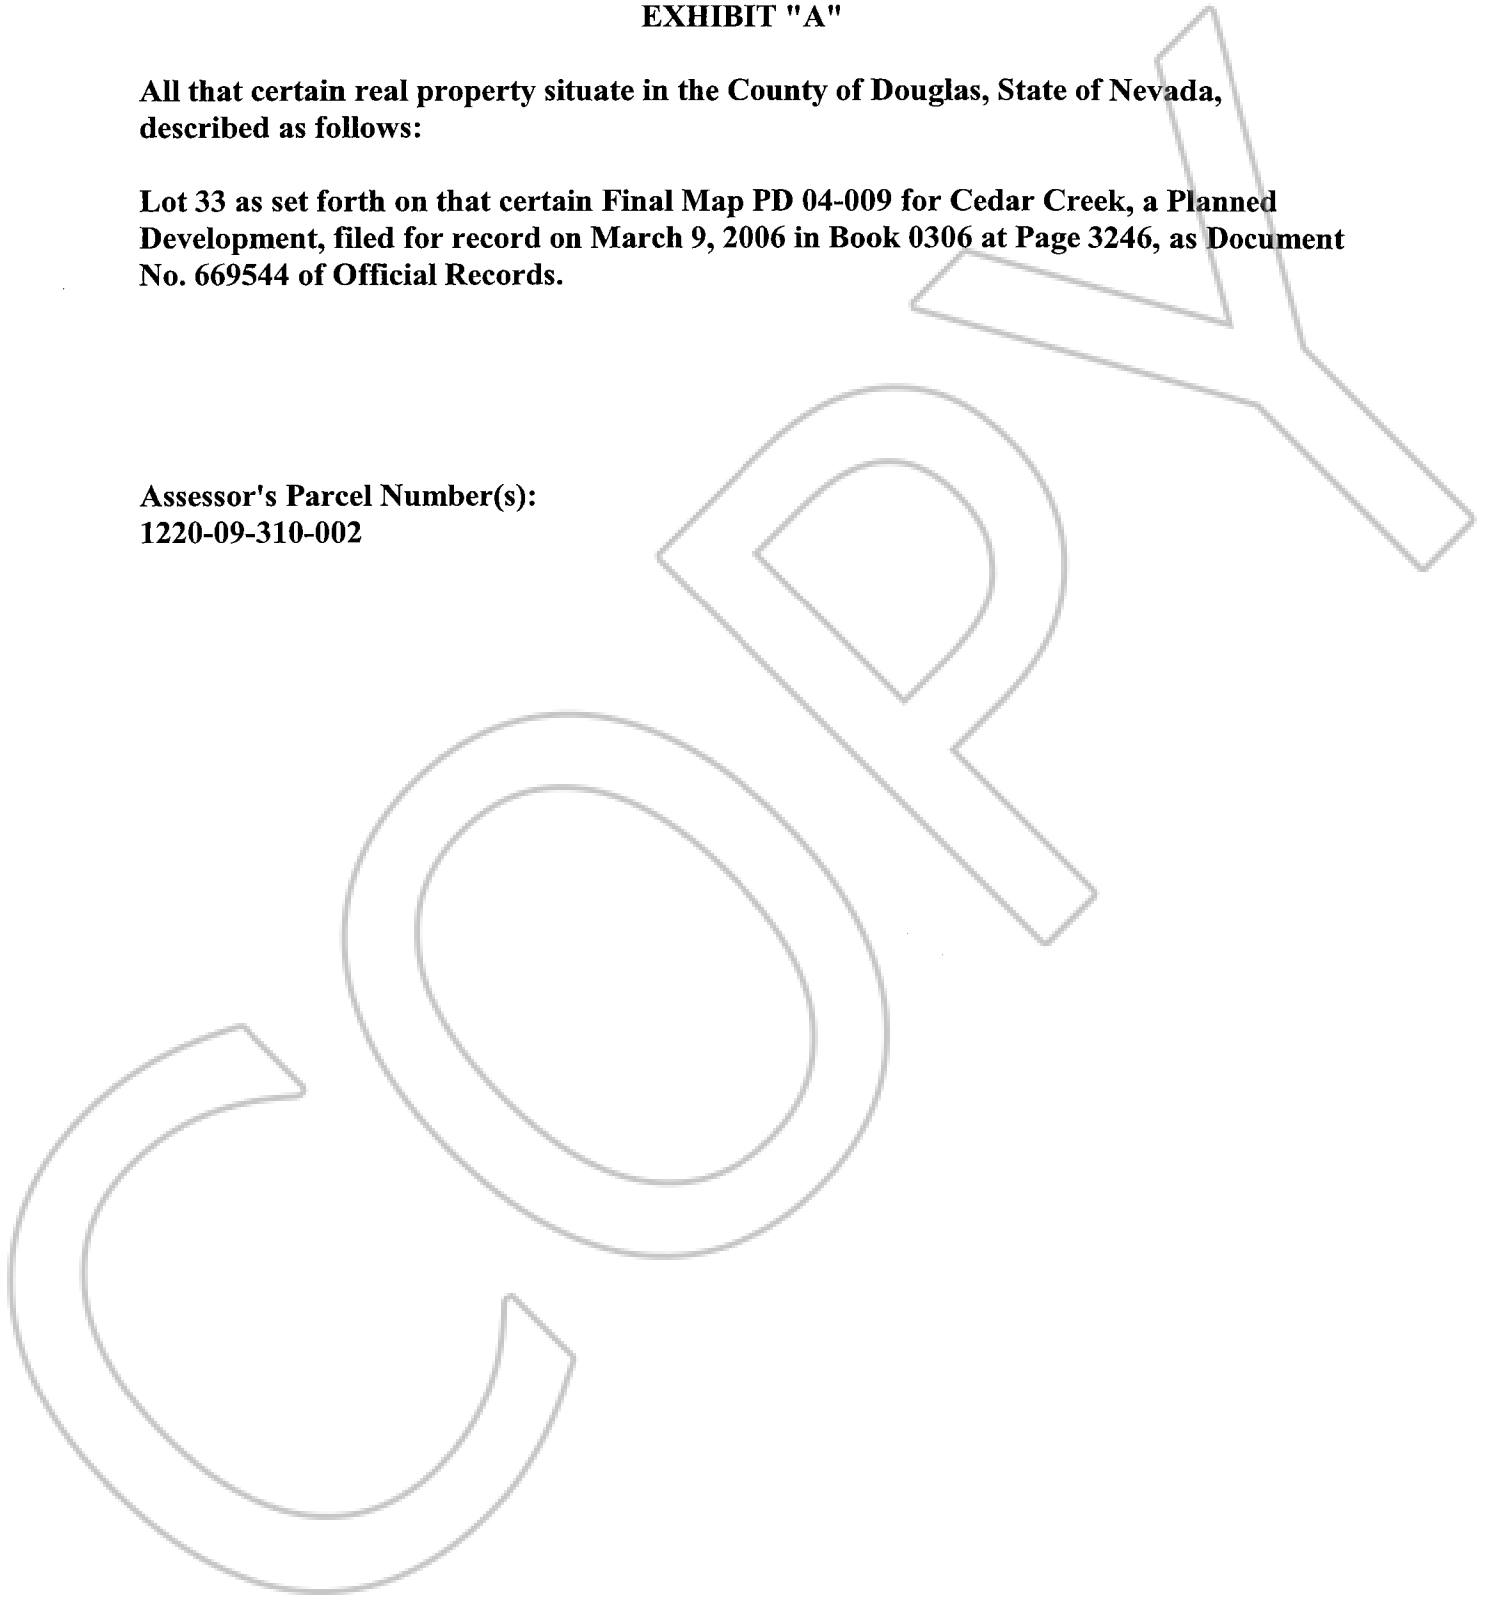 EXHIBIT "A"
All that certain real property situate in the County of Douglas, State of Nevada,
described as follows:
Lot 33 as set forth on that certain Final Map PD 04-009 for Cedar Creek, a Planned
Development, filed for record on March 9, 2006 in Book 0306 at Page 3246, as Document
No. 669544 of Official Records.
Assessor's Parcel Number(s):
1220-09-310-002
COPY